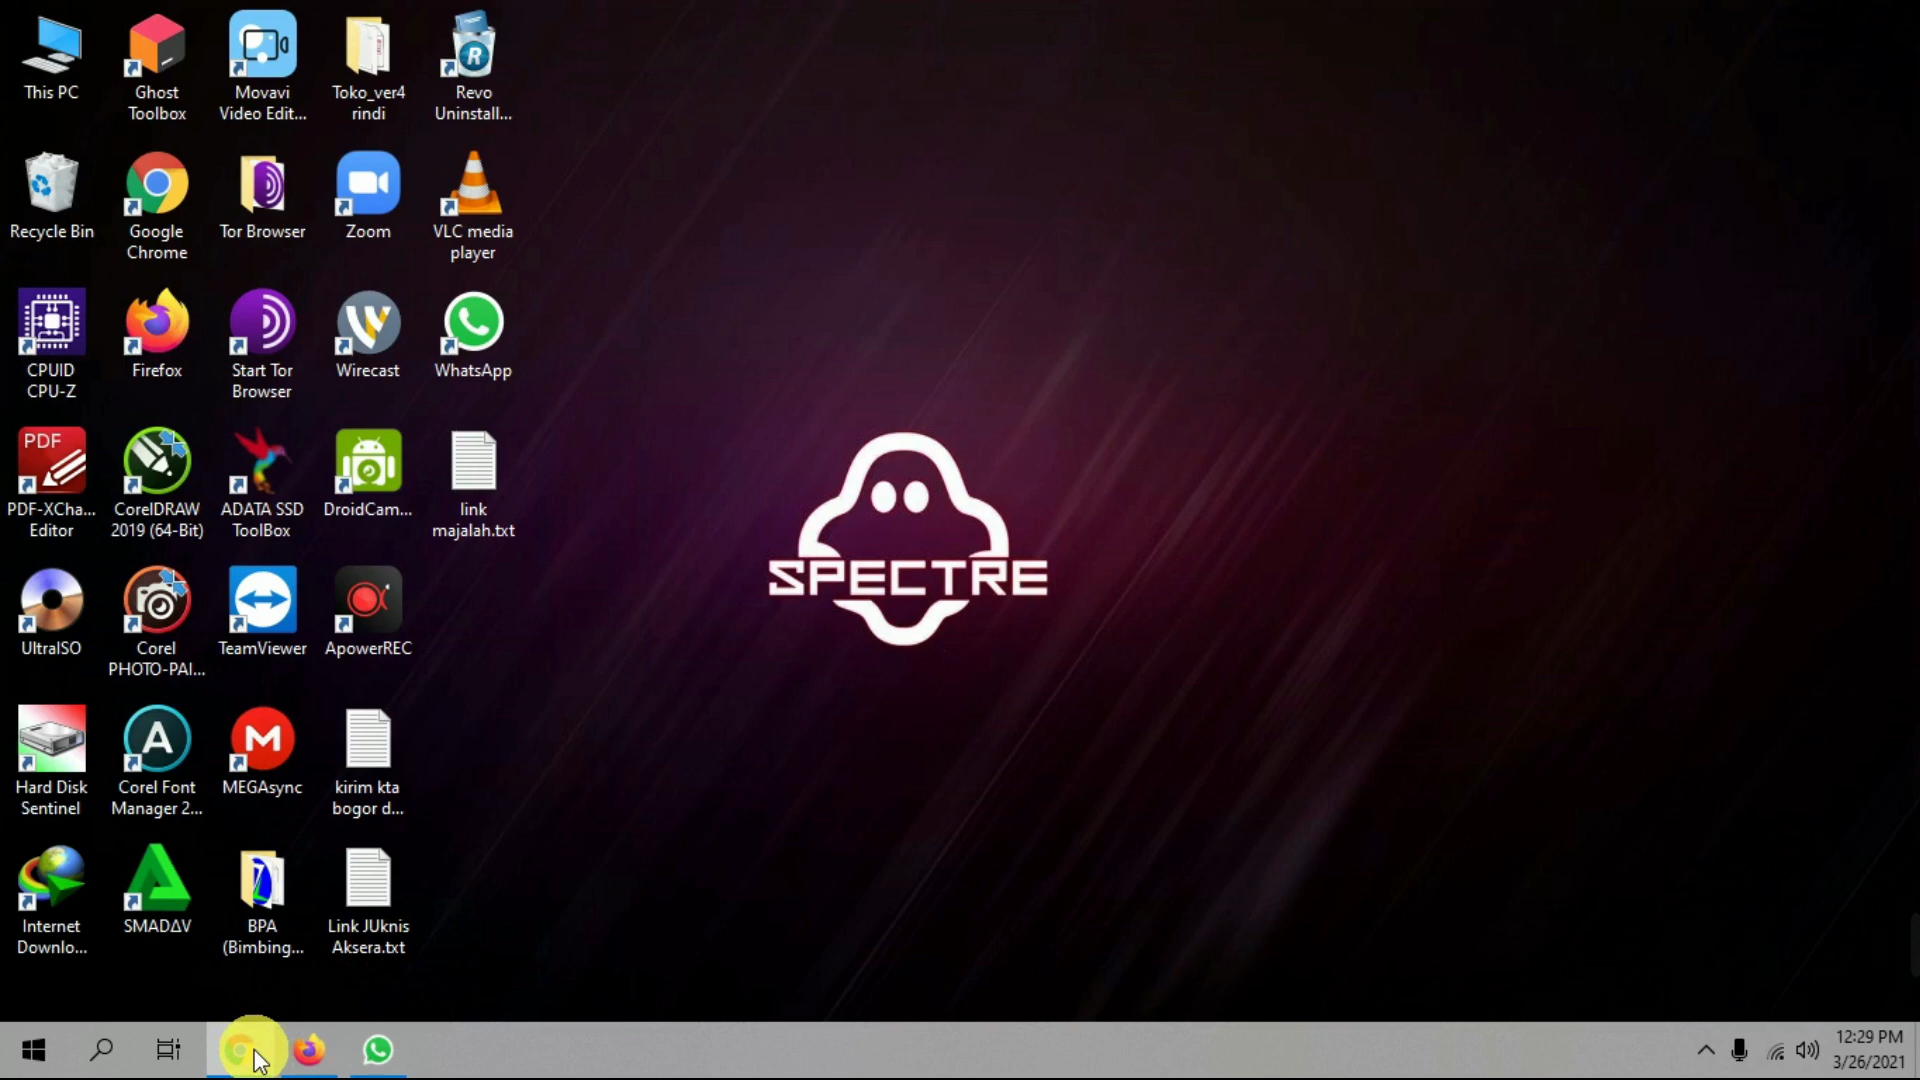 This PC
Ghost
Toolbox
Movavi
Video Edit...
Toko_ver4
rindi
Revo
Uninstall...
Recycle Bin
Google
Chrome
Tor Browser
Zoom
VLC media
player
CPUID
CPU-Z
Firefox
Start Tor
Browser
Wirecast
WhatsApp
PDF
PDF-XCha...
Editor
CorelDRAW
2019 (64-Bit)
ADATA SSD
ToolBox
DroidCam...
link
majalah.txt
SPECTRE
UltraISO
Corel
PHOTO-PAI...
TeamViewer
ApowerREC
Hard Disk
Sentinel
Corel Font
Manager 2...
MEGAsync
kirim kta
bogor d...
Internet
Downlo...
SMADΔV
BPA
(Bimbing...
Link JUknis
Aksera.txt
12:29 PM
3/26/2021